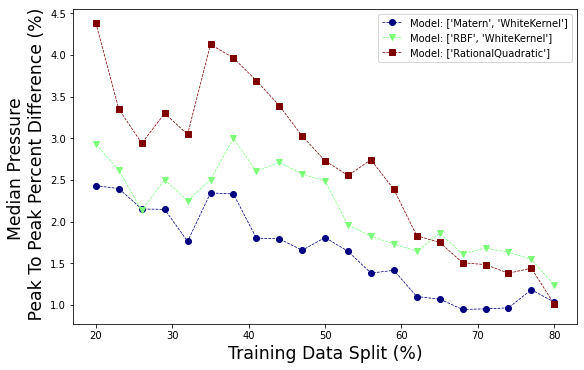 Median Pressure
Peak To Peak Percent Difference (%)
4.5
4.0
3.5
3.0
2.5
2.0
1.5
1.0
Model: ['Matern', 'WhiteKernel']
Model: ['RBF', 'WhiteKernel']
Model: ['RationalQuadratic']
20 30 40 50 60 70 80
Training Data Split (%)